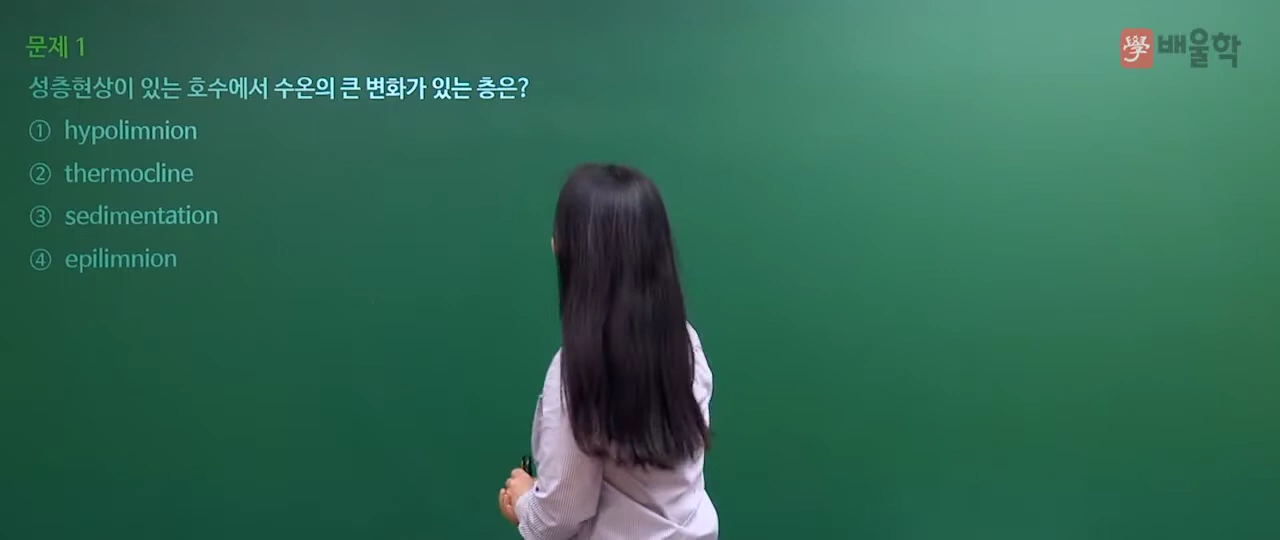 學 배울학
문제 1
성층현상이 있는 호수에서 수온의 큰 변화가 있는 층은?
① hypolimnion
② thermocline
③ sedimentation
④ epilimnion